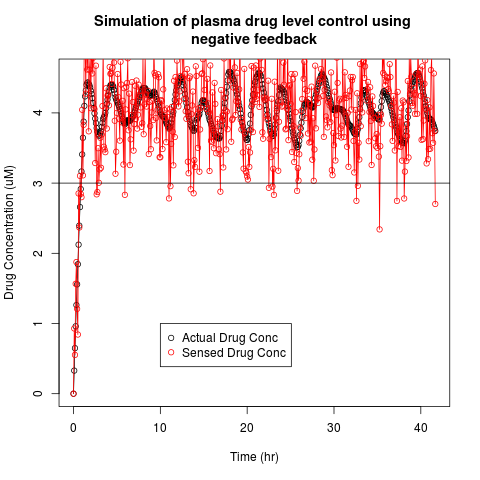 Simulation of plasma drug level control using
negative feedback
Drug Concentration (uM)
4
3
2
1
0
Actual Drug Conc
Sensed Drug Conc
0 10 20 30 40
Time (hr)